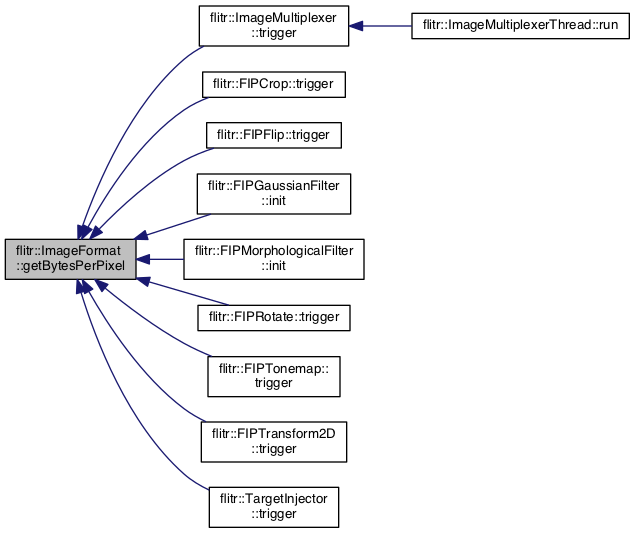 flitr::ImageMultiplexer
::trigger
flitr::ImageMultiplexerThread::run
flitr::FIPCrop::trigger
flitr::FIPFlip::trigger
flitr::FIPGaussianFilter
::init
flitr::ImageFormat
::getBytesPerPixel
flitr::FIPMorphologicalFilter
::init
flitr::FIPRotate::trigger
flitr::FIPTonemap::
trigger
flitr::FIPTransform2D
::trigger
flitr::TargetInjector
::trigger